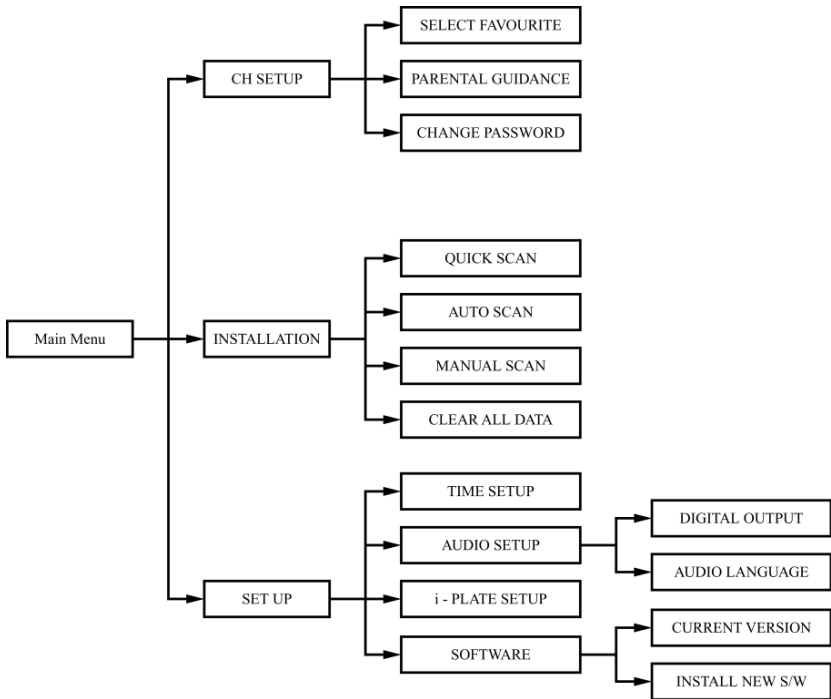 SELECT FAVOURITE
CH SETUP
PARENTAL GUIDANCE
CHANGE PASSWORD
QUICK SCAN
AUTO SCAN
Main Menu
INSTALLATION
MANUAL SCAN
CLEAR ALL DATA
TIME SETUP
DIGITAL OUTPUT
AUDIO SETUP
AUDIO LANGUAGE
SET UP
i - PLATE SETUP
CURRENT VERSION
SOFTWARE
INSTALL NEW S/W